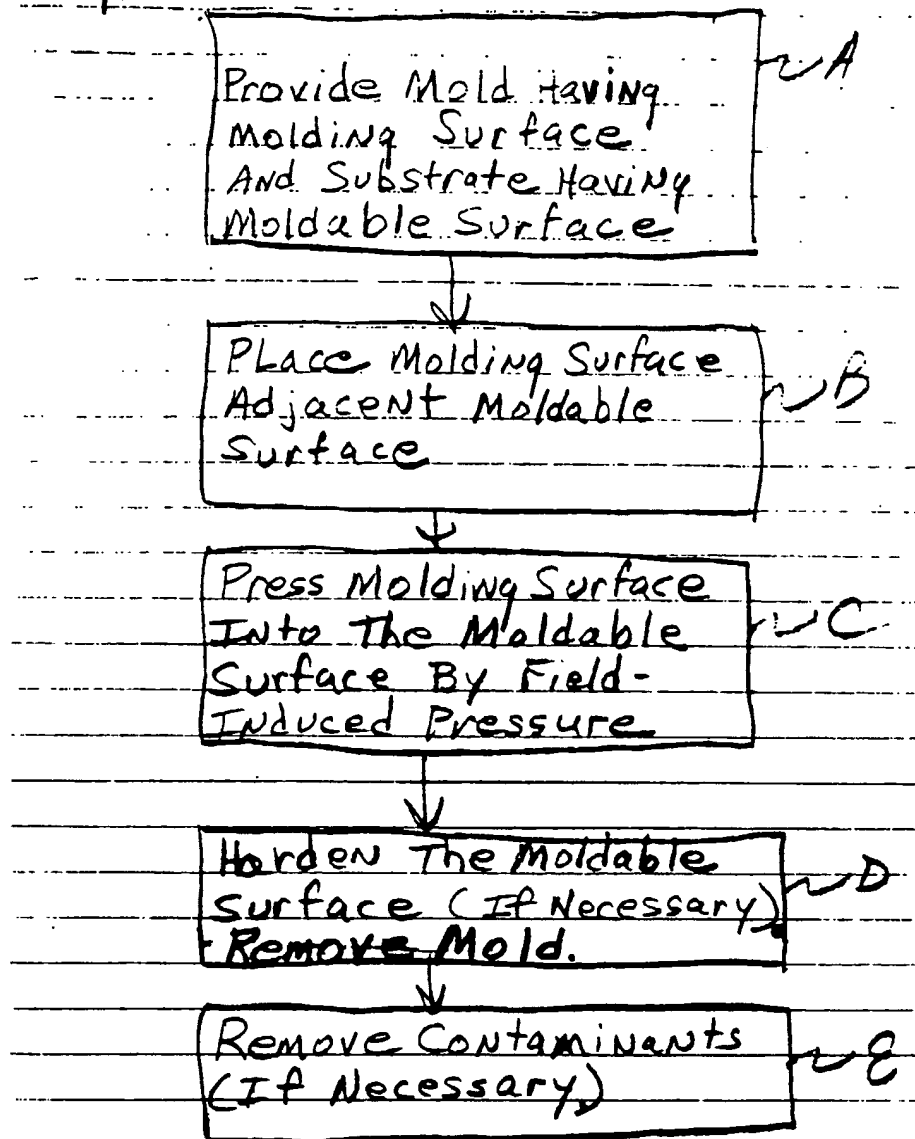 Provide Mold Having
Molding Surface
And Substrate Having
Moldable Surface
A
Place Molding Surface
Adjacent Moldable
Surface
B
Press Molding Surface
Into The Moldable
Surface By Field-
Induced Pressure
C
Harden The Moldable
Surface (If Necessary).
Remove Mold.
D
Remove Contaminants
(If Necessary)
E